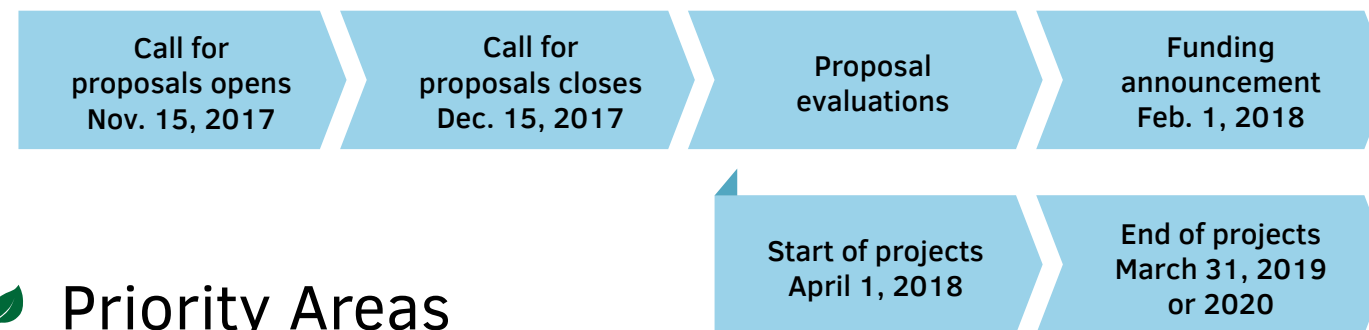 Call for
proposals opens
Nov. 15, 2017
Call for
proposals closes
Dec. 15, 2017
Proposal
evaluations
Funding
announcement
Feb. 1, 2018
Start of projects
April 1, 2018
End of projects
March 31, 2019
or 2020
Priority Areas